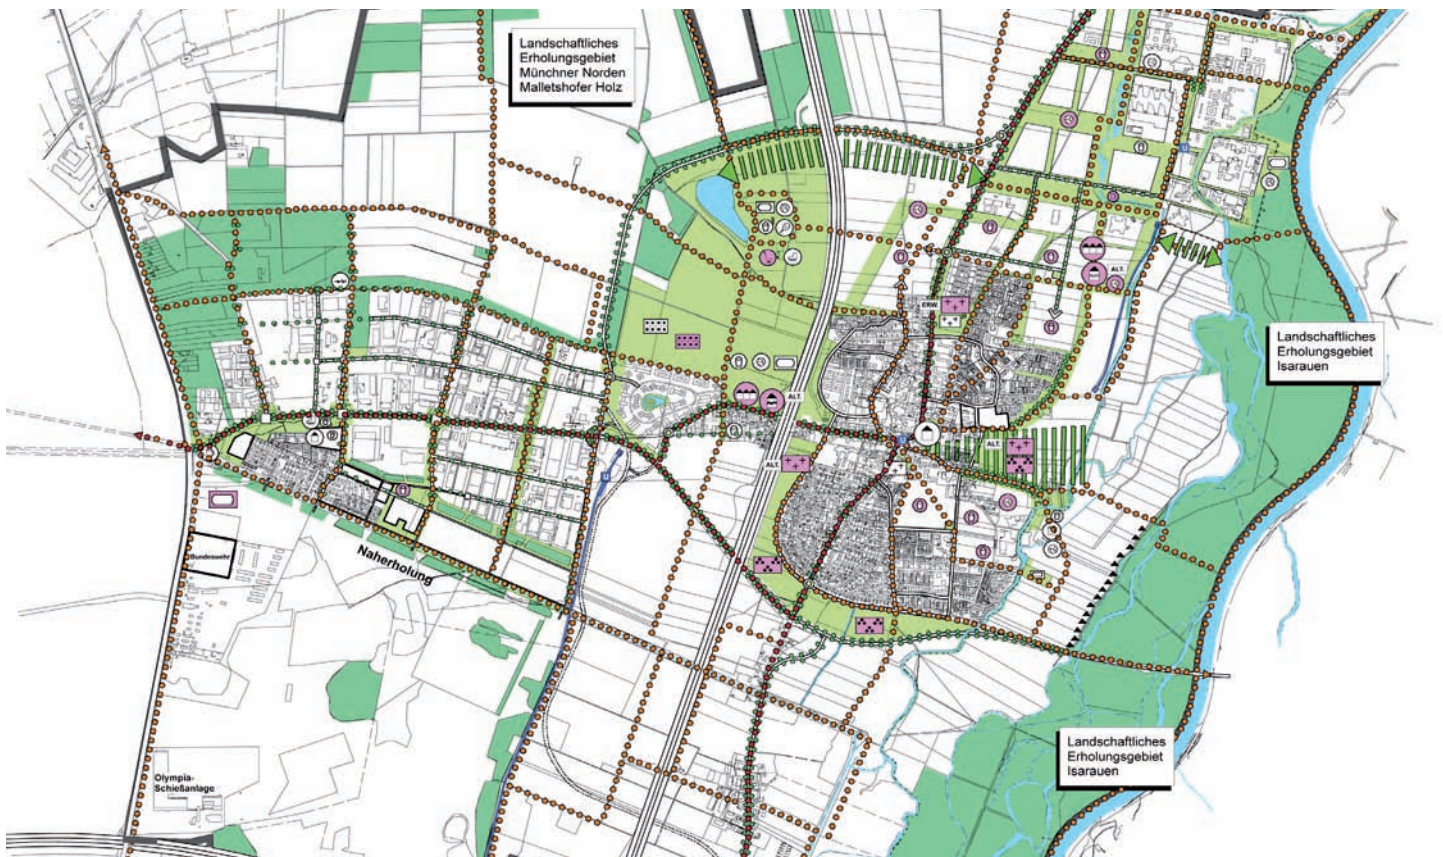 Landschaftliches
Erholungsgebiet
Münchner Norden
Malletshofer Holz
ALT.
ERW.
Landschaftliches
Erholungsgebiet
Isarauen
ALT.
ALT.
ALT.
Bundeswehr
Naherholung
Landschaftliches
Erholungsgebiet
Isarauen
Olympia-
Schießanlage